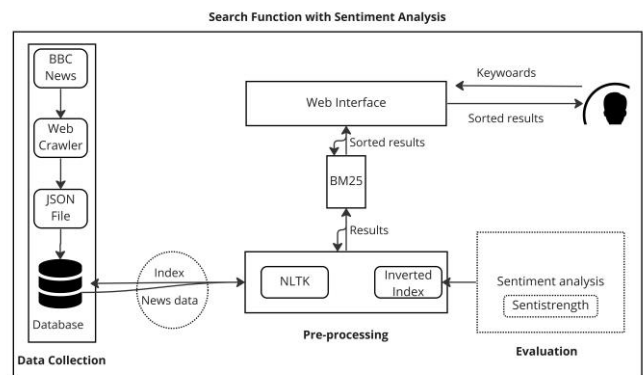 Search Function with Sentiment Analysis
BBC
News
Web
Crawler
JSON
File
Database
Data Collection
Index
News data
Web Interface
Keywoards
Sorted results
Sorted results
BM25
Results
NLTK
Inverted
Index
Pre-processing
Sentiment analysis
Sentistrength
Evaluation